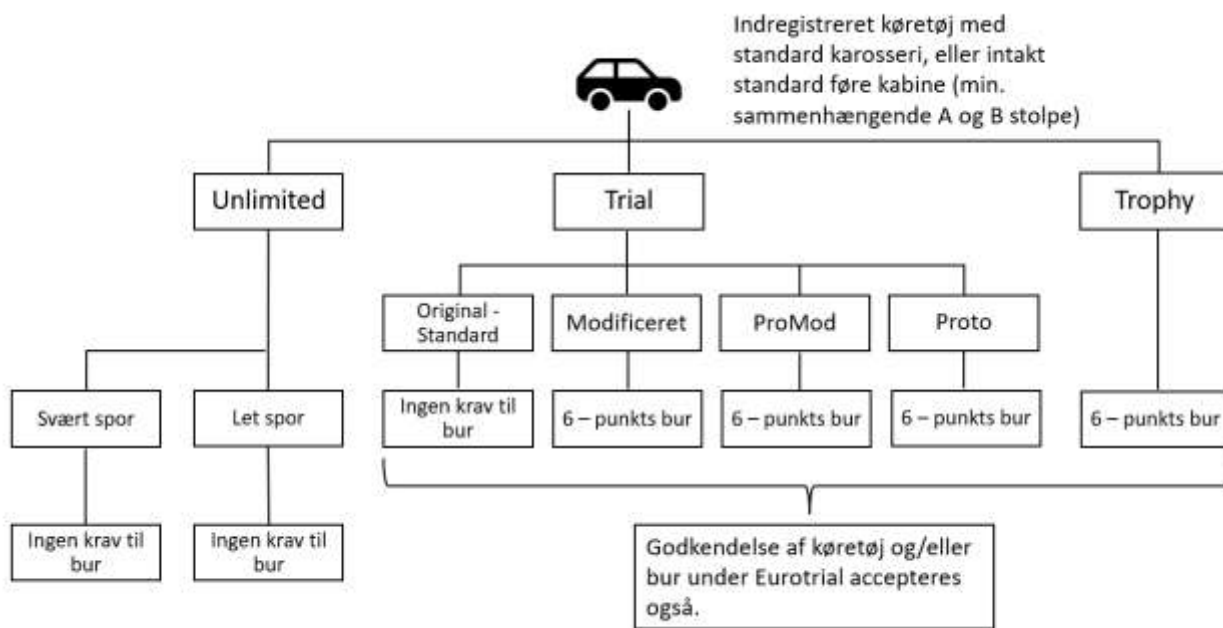 Indregistreret køretøj med
standard karosseri, eller intakt
standard føre kabine (min.
sammenhængende A og B stolpe)
Unlimited
Trial
Trophy
Original -
Standard
Modificeret
ProMod
Proto
Svært spor
Let spor
Ingen krav til
bur
6 – punkts bur
6 – punkts bur
6 – punkts bur
6 – punkts bur
Ingen krav til
bur
Ingen krav til
bur
Godkendelse af køretøj og/eller
bur under Eurotrial accepteres
også.